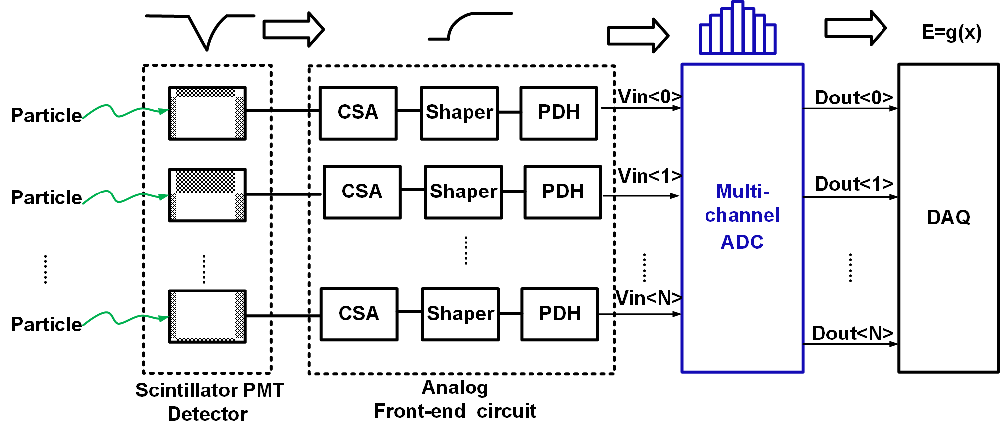 E=g(x)
Particle
CSA
Shaper
PDH
Vin<0>
Dout<0>
Particle
CSA
Shaper
PDH
Vin<1>
Dout<1>
Multi-
channel
ADC
DAQ
Particle
CSA
Shaper
PDH
Vin<N>
Dout<N>
Scintillator PMT
Detector
Analog
Front-end circuit